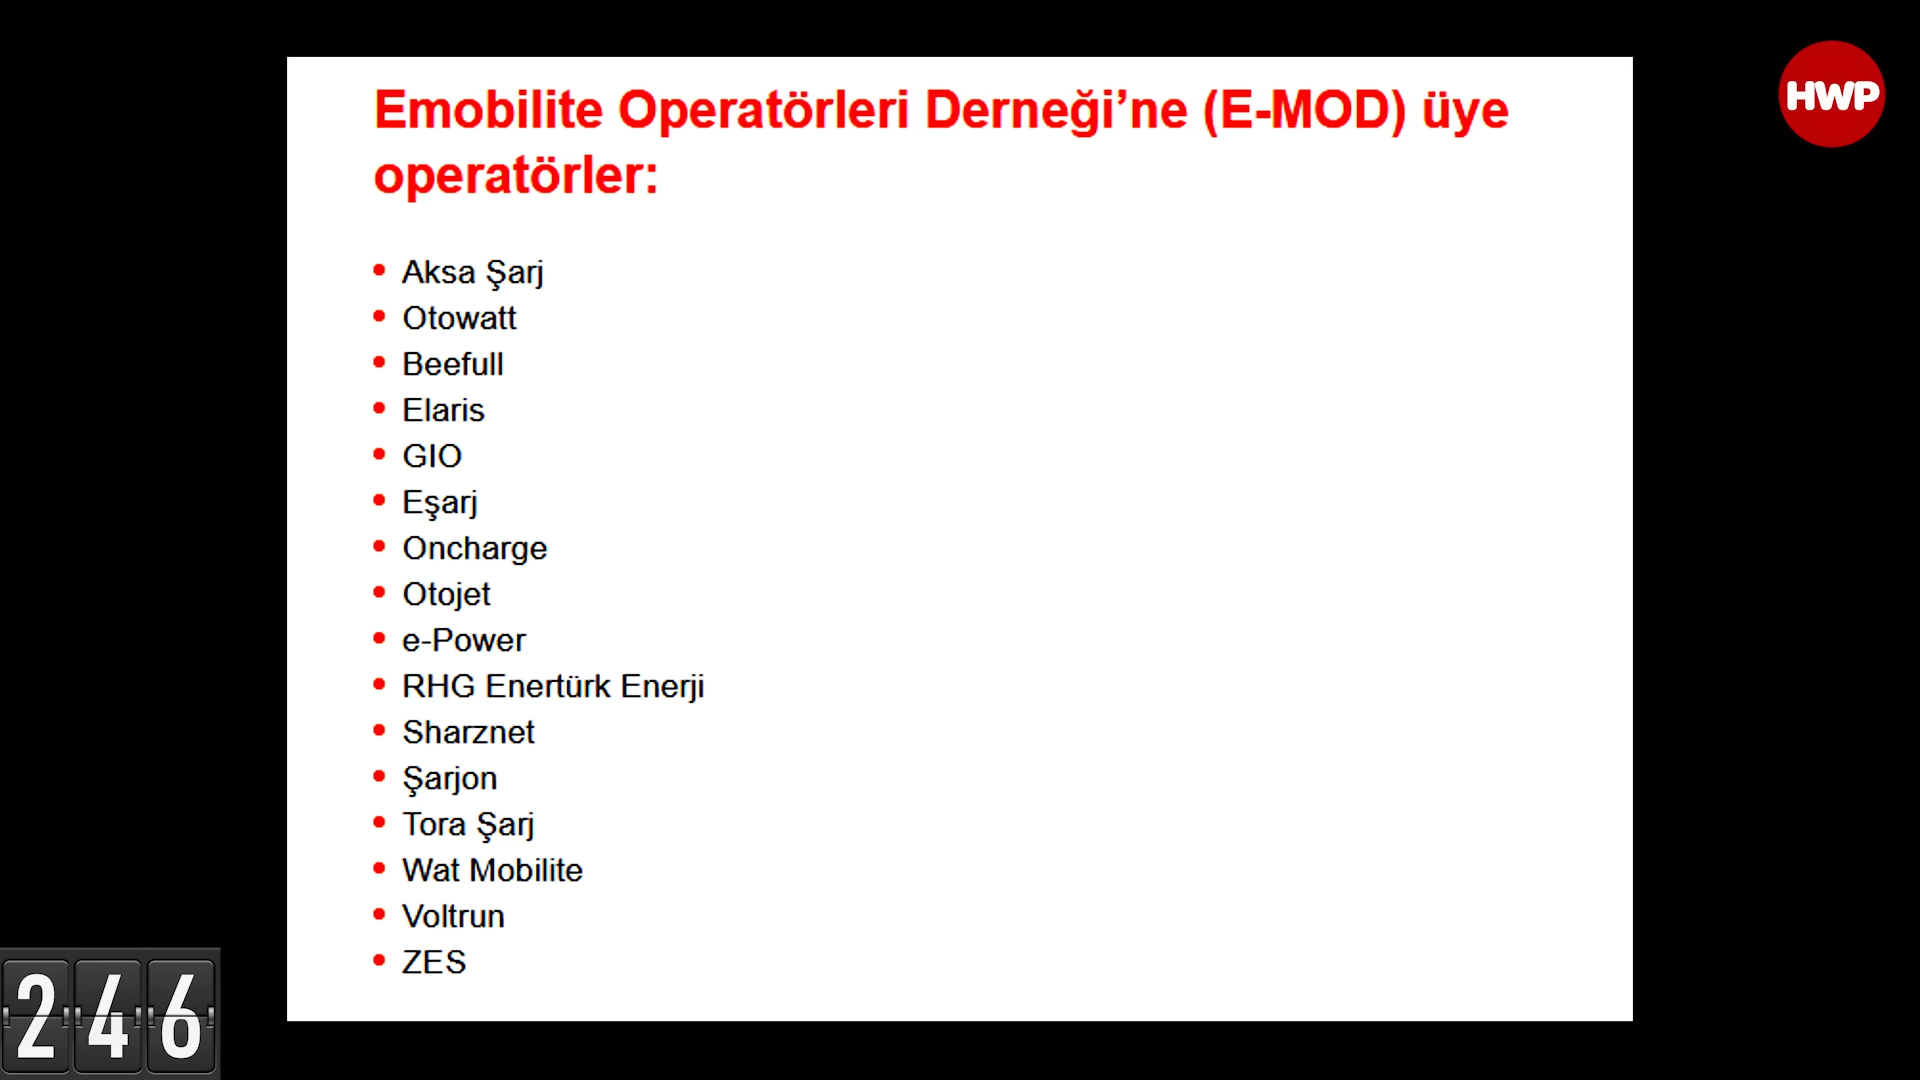 HWP
Emobilite Operatörleri Derneği’ne (E-MOD) üye
operatörler:
• Aksa Şarj
• Otowatt
• Beefull
• Elaris
• GIO
• Eşarj
• Oncharge
• Otojet
• e-Power
• RHG Enertürk Enerji
• Sharznet
• Şarjon
• Tora Şarj
• Wat Mobilite
• Voltrun
• ZES
246